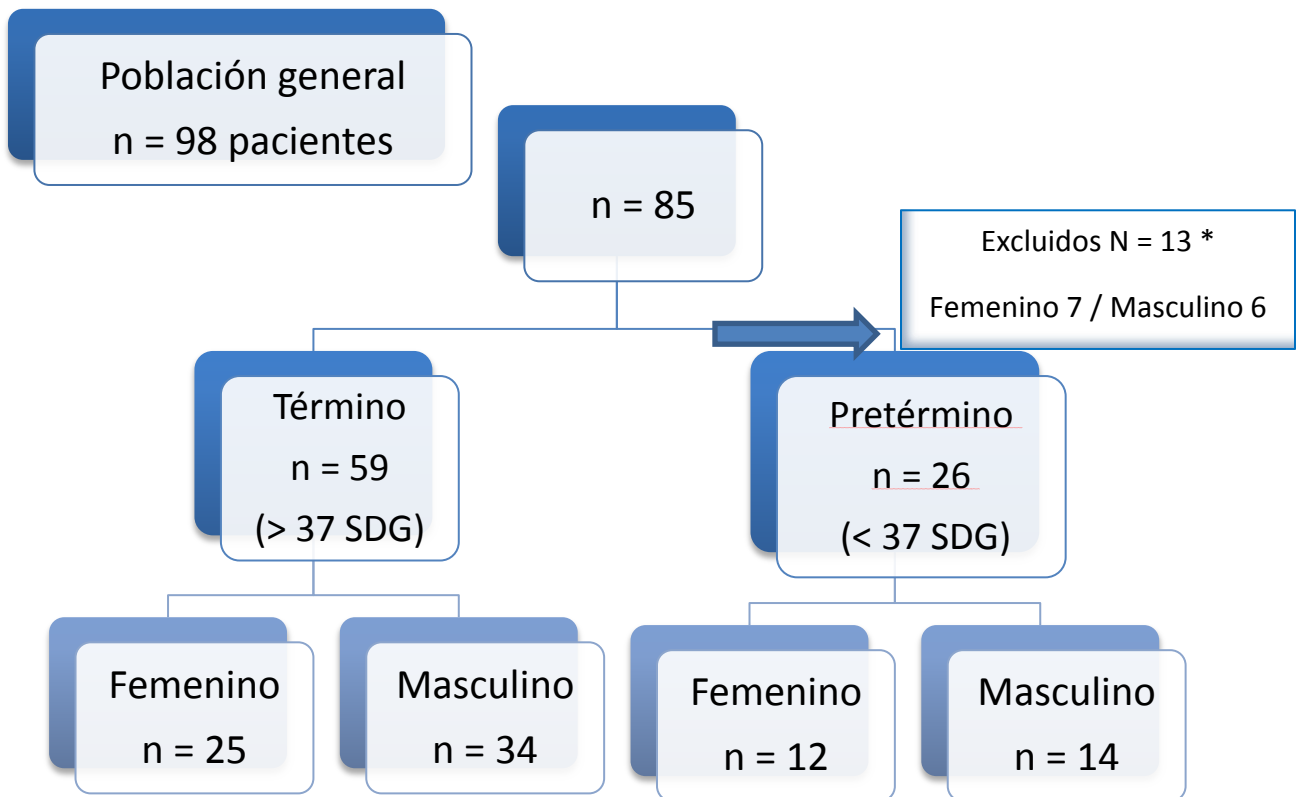 Población general
n = 98 pacientes
n = 85
Excluidos N = 13 *
Femenino 7 / Masculino 6
Término
n = 59
(> 37 SDG)
Pretérmino
n = 26
(< 37 SDG)
Femenino
n = 25
Masculino
n = 34
Femenino
n = 12
Masculino
n = 14